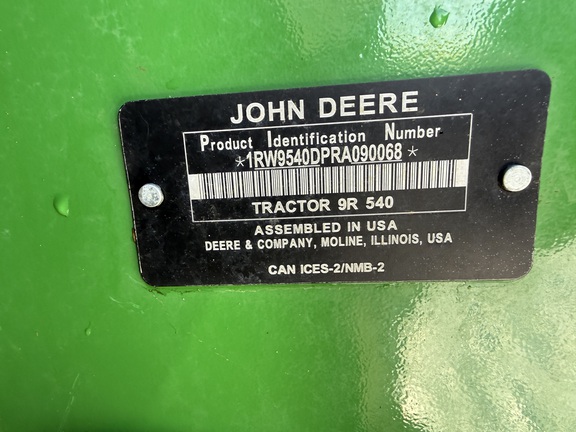 JOHN DEERE
Product Identification Number
*1RW9540DPRA090068*
TRACTOR 9R 540
ASSEMBLED IN USA
DEERE & COMPANY, MOLINE, ILLINOIS, USA
CAN ICES-2/NMB-2